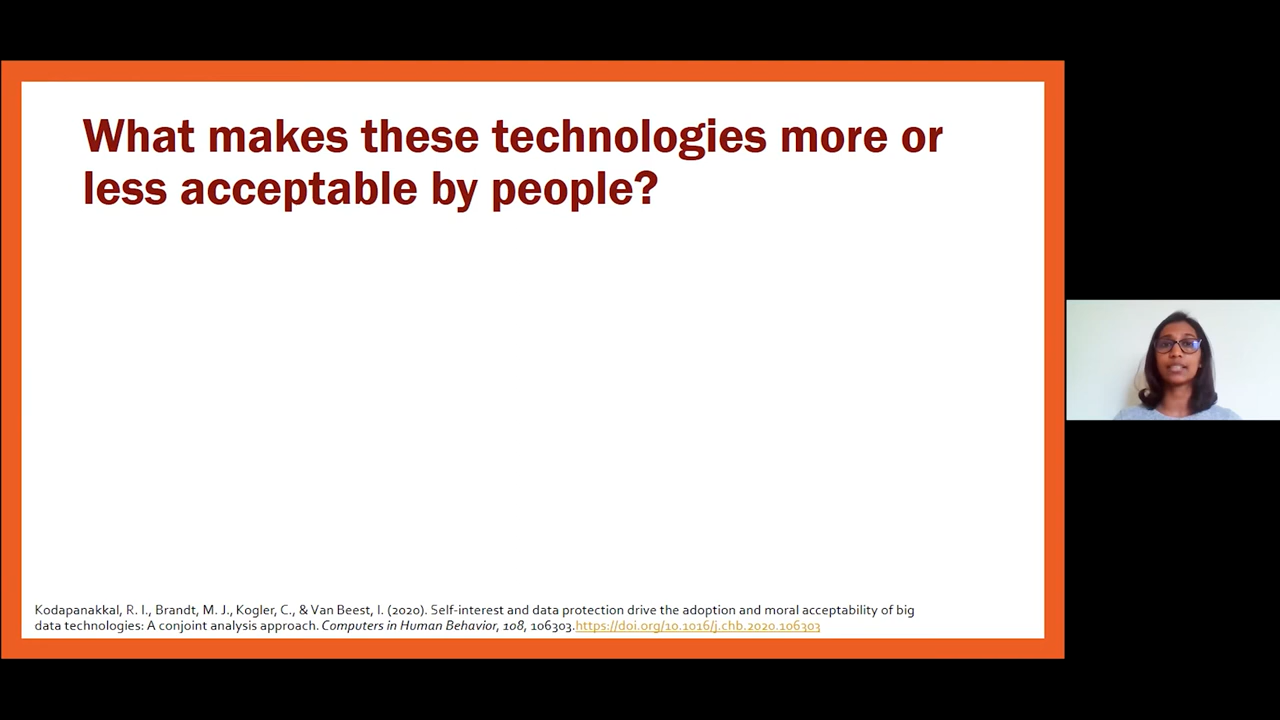 What makes these technologies more or
less acceptable by people?
Kodapanakkal, R. I., Brandt, M. J., Kogler, C., & Van Beest, I. (2020). Self-interest and data protection drive the adoption and moral acceptability of big
data technologies: A conjoint analysis approach. Computers in Human Behavior, 108, 106303.https://doi.org/10.1016/j.chb.2020.106303